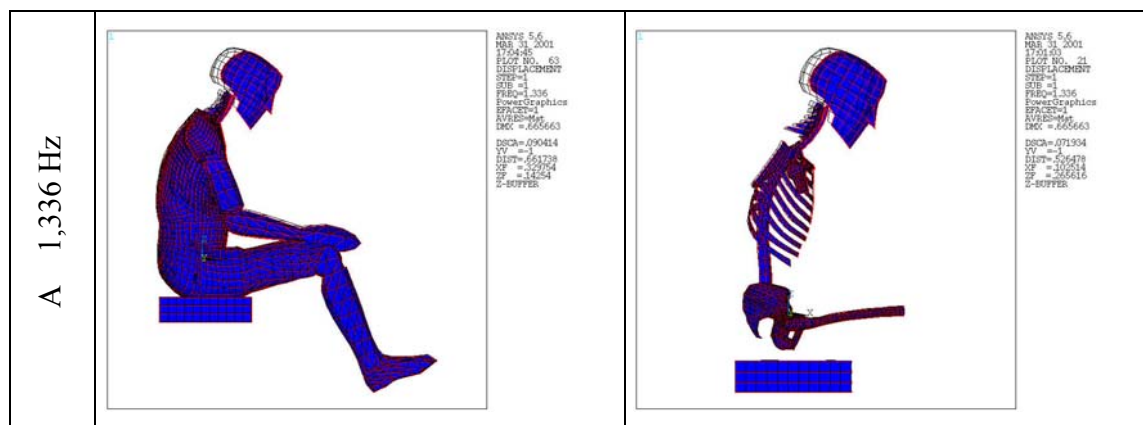 A 1,336 Hz
1
ANSYS 5.6
MAR 31 2001
17:04:45
PLOT NO. 63
DISPLACEMENT
STEP=1
SUB =1
FREQ=1.336
PowerGraphics
EFACET=1
AVRES=Mat
DMX =.665663
DSCA=.090414
YV =-1
DIST=.661738
XF =.329754
ZF =.14254
Z-BUFFER
1
X
ANSYS 5.6
MAR 31 2001
17:01:03
PLOT NO. 21
DISPLACEMENT
STEP=1
SUB =1
FREQ=1.336
PowerGraphics
EFACET=1
AVRES=Mat
DMX =.665663
DSCA=.071934
YV =-1
DIST=.526478
XF =.102514
ZF =.265616
Z-BUFFER